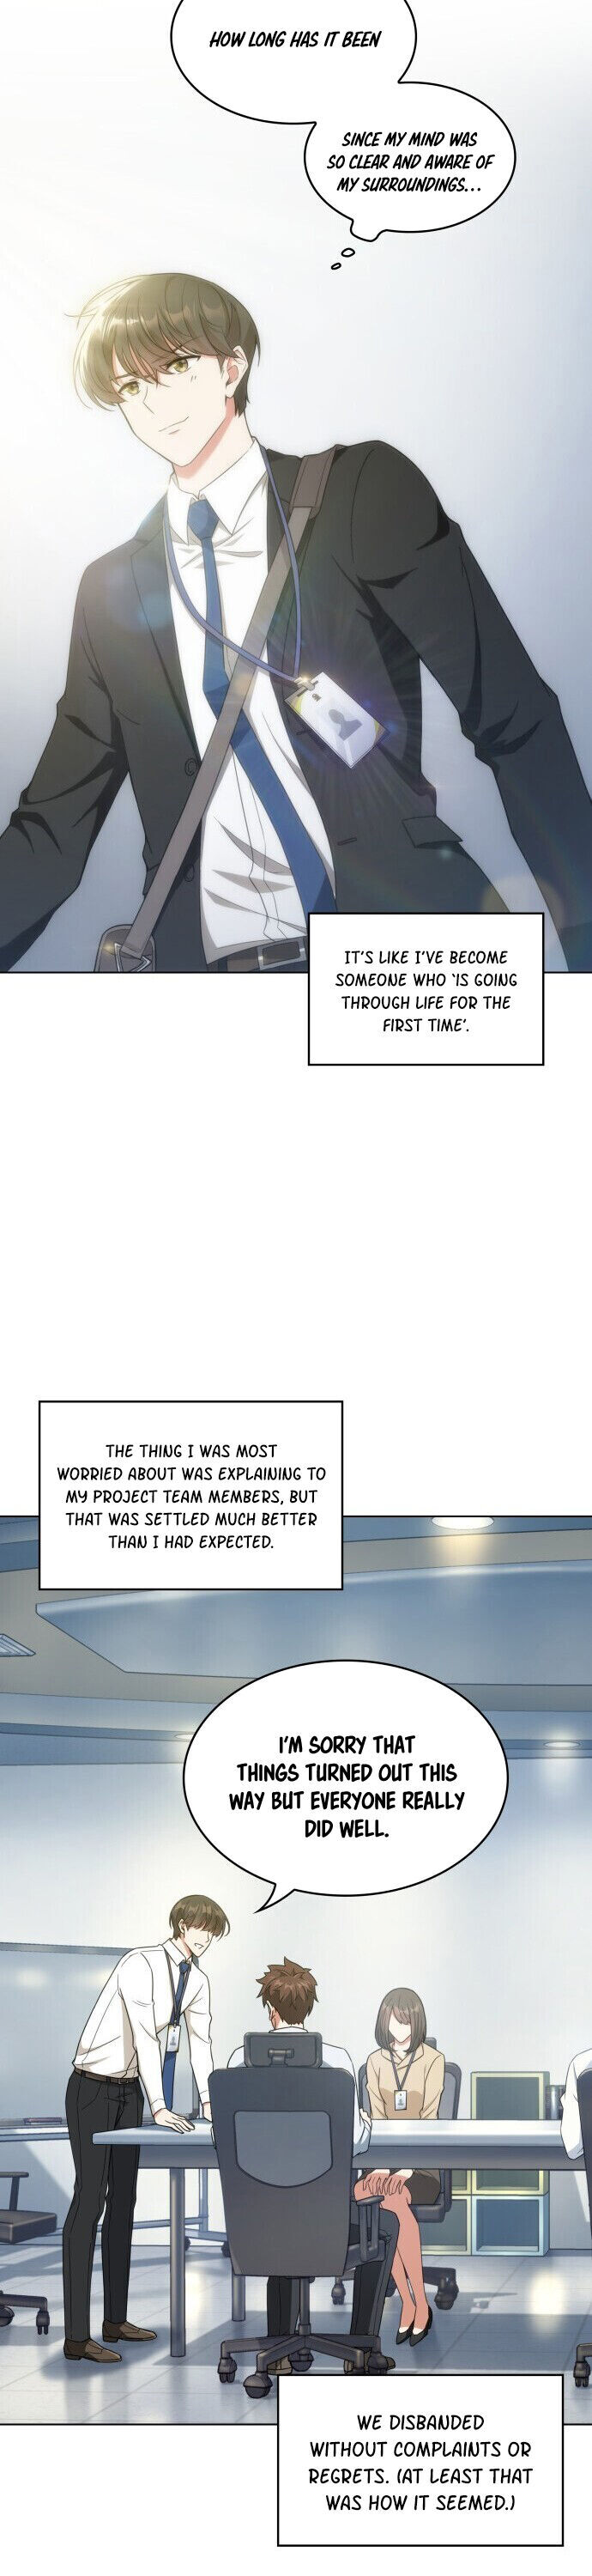 HOW LONG HAS IT BEEN
SINCE MY MIND WAS
SO CLEAR AND AWARE OF
MY SURROUNDINGS...
IT'S LIKE I'VE BECOME
SOMEONE WHO 'IS GOING
THROUGH LIFE FOR THE
FIRST TIME'.
THE THING I WAS MOST
WORRIED ABOUT WAS EXPLAINING TO
MY PROJECT TEAM MEMBERS, BUT
THAT WAS SETTLED MUCH BETTER
THAN I HAD EXPECTED.
I'M SORRY THAT
THINGS TURNED OUT THIS
WAY BUT EVERYONE REALLY
DID WELL.
WE DISBANDED
WITHOUT COMPLAINTS OR
REGRETS. (AT LEAST THAT
WAS HOW IT SEEMED.)